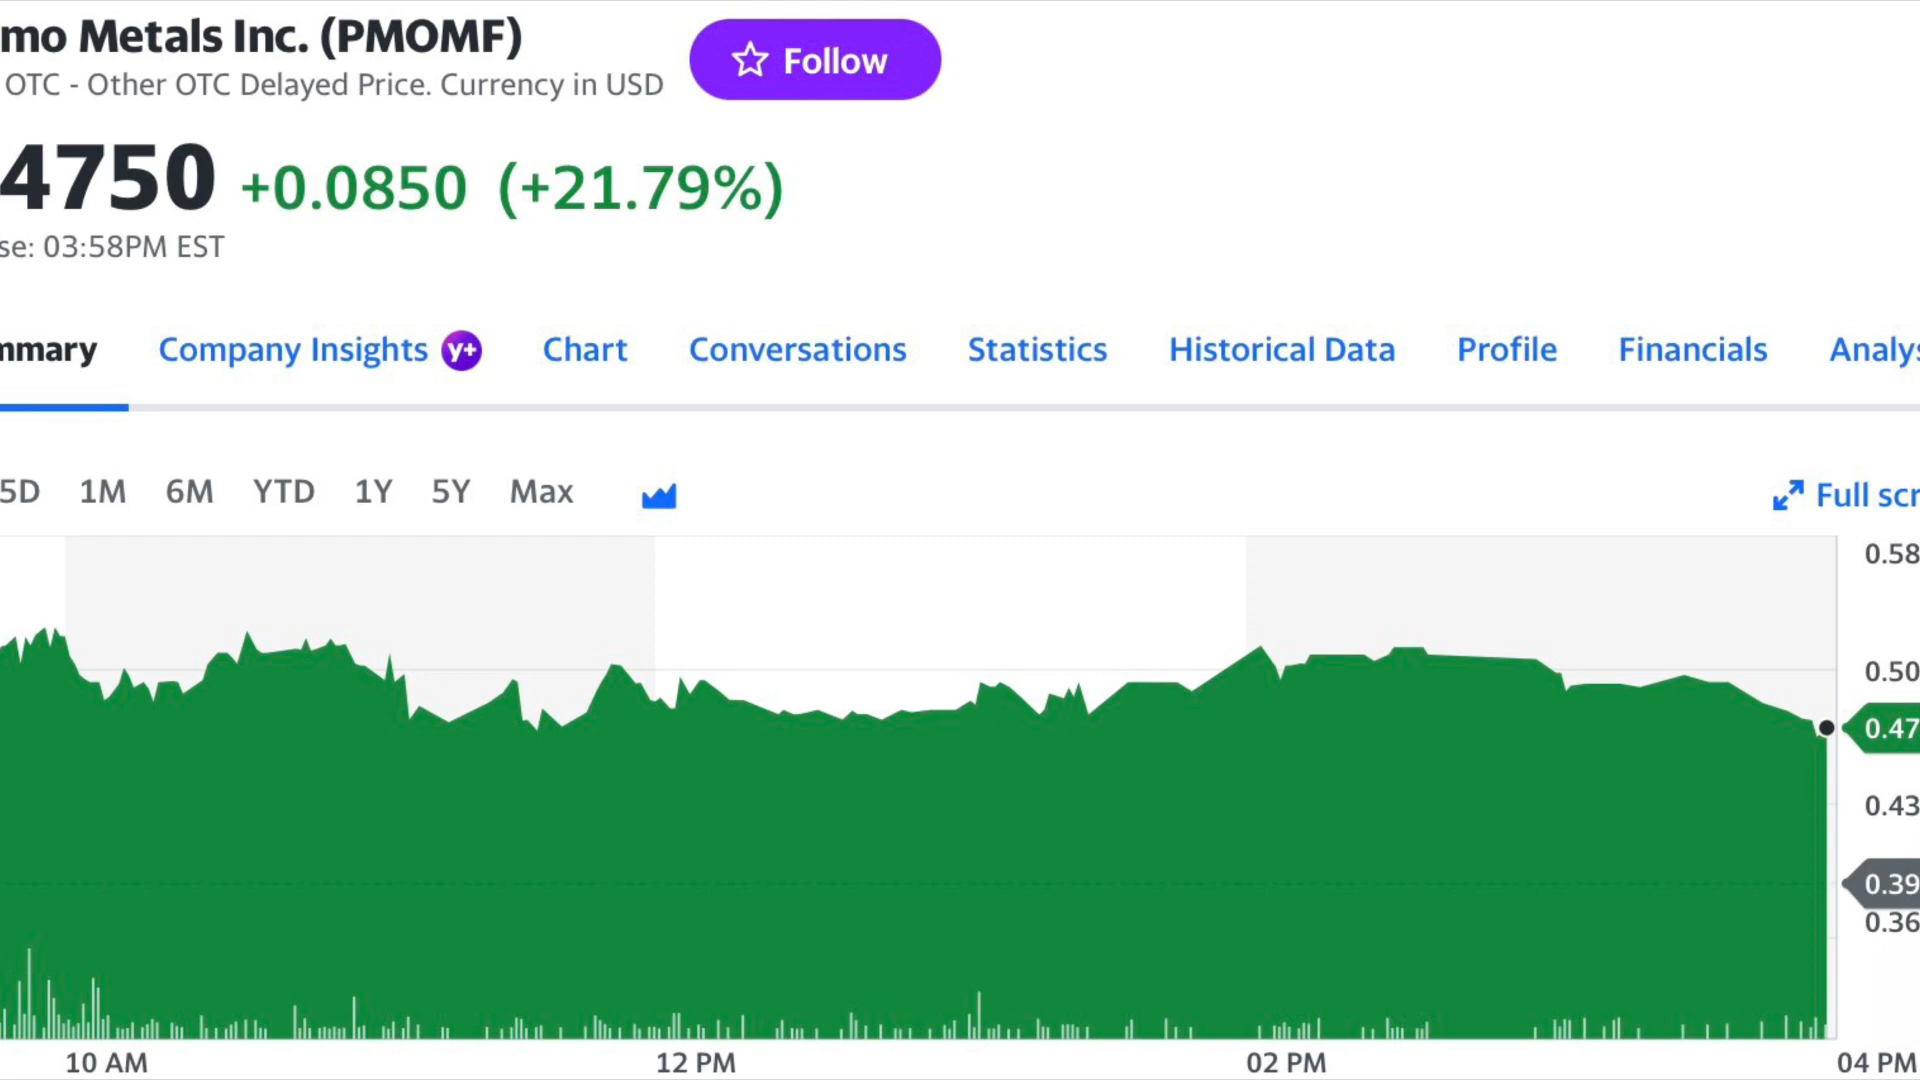 mo Metals Inc. (PMOMF)
Follow
OTC - Other OTC Delayed Price. Currency in USD
4750 +0.0850 (+21.79%)
se: 03:58PM EST
mmary Company Insights y+ Chart Conversations Statistics Historical Data Profile Financials Analys
5D 1M 6M YTD 1Y 5Y Max
Full scr
0.58
0.50
0.47
0.43
0.39
0.36
10 AM 12 PM 02 PM 04 PM